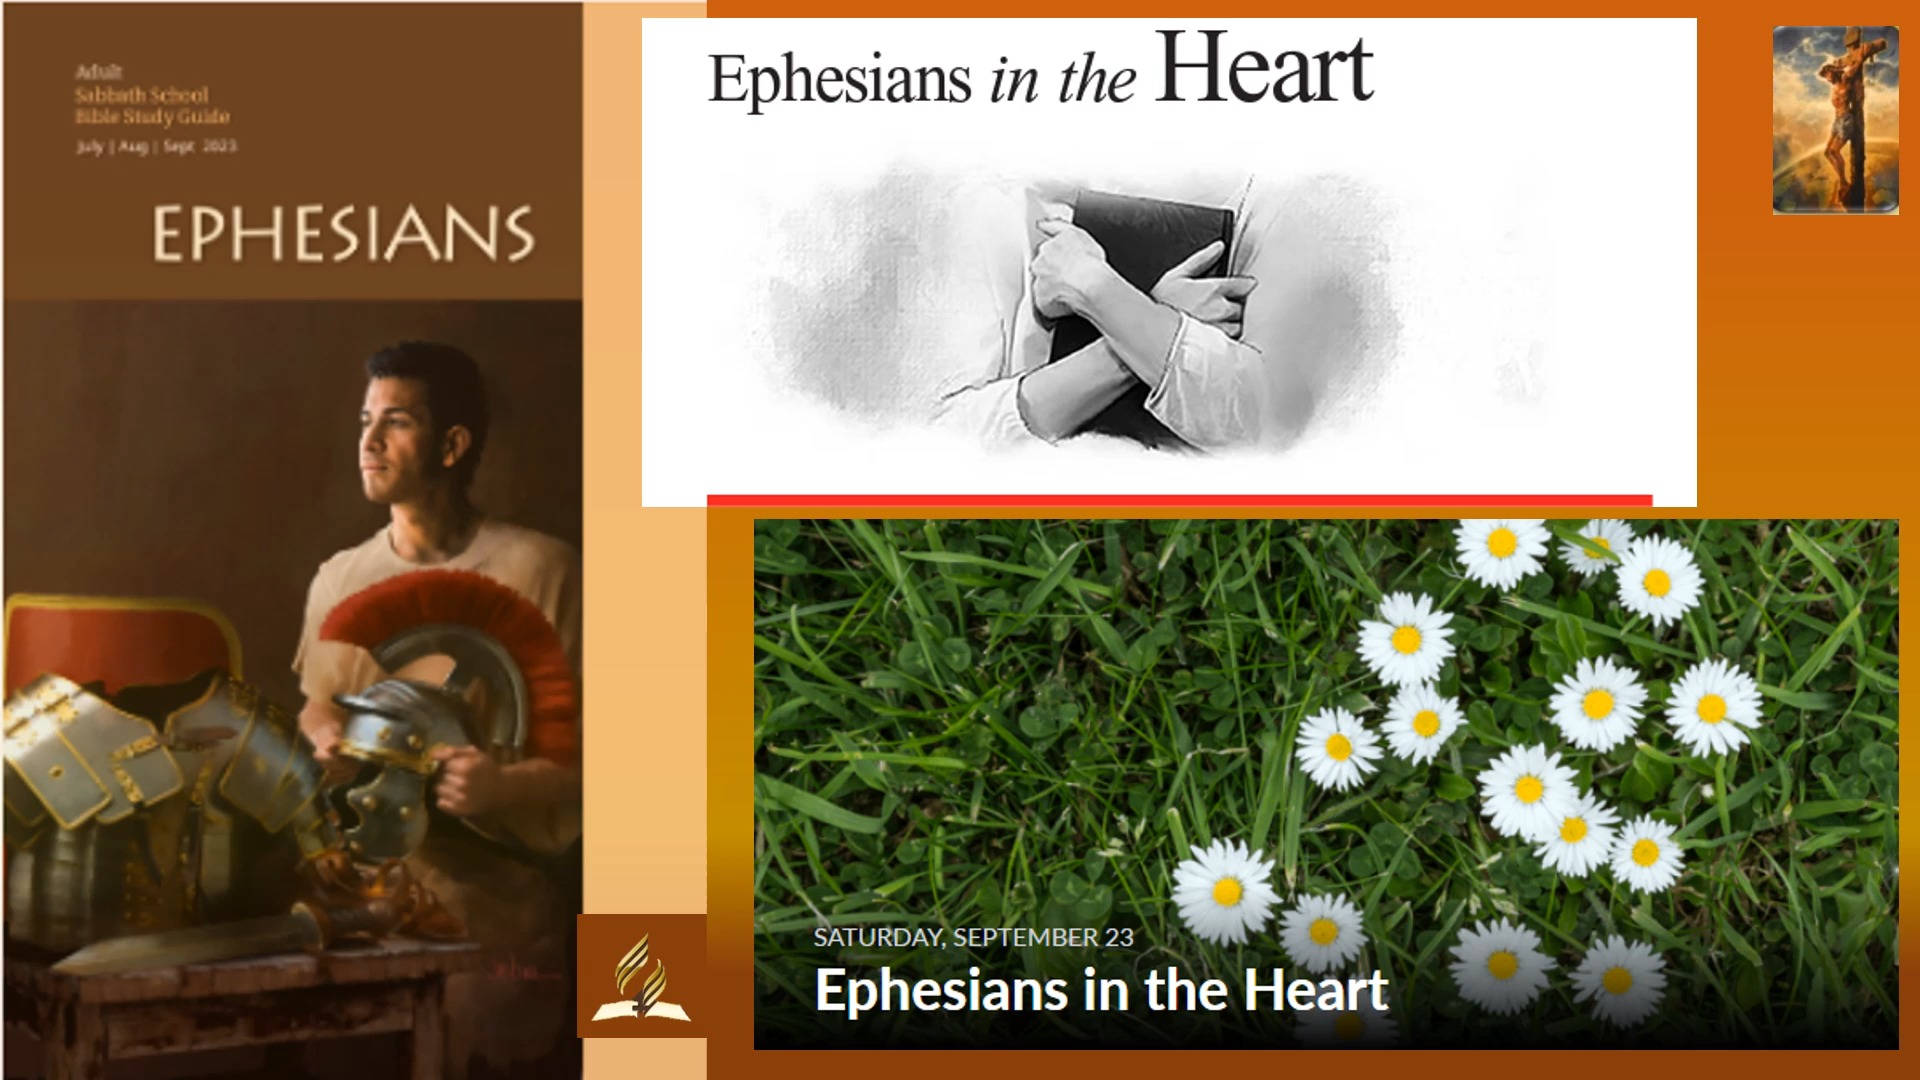 Adult
Sabbath School
Bible Study Guide
July | Aug | Sept 2023
EPHESIANS
Ephesians in the Heart
SATURDAY, SEPTEMBER 23
Ephesians in the Heart